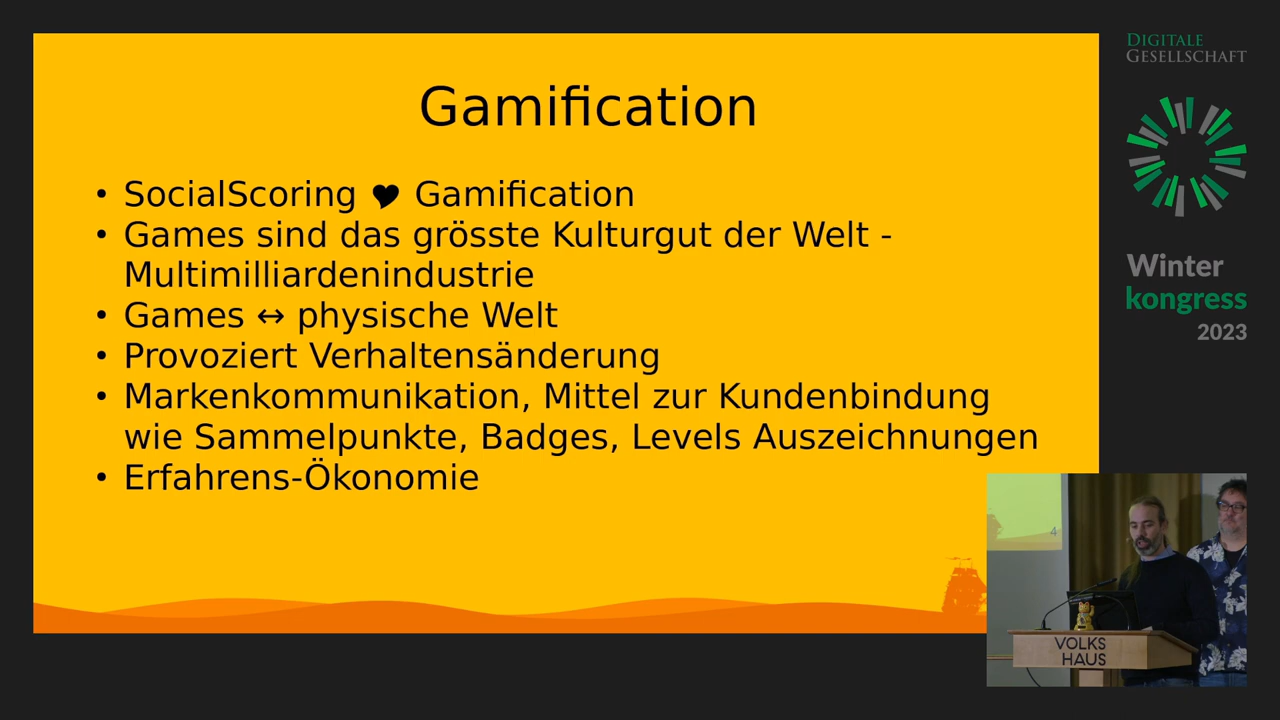 Gamification
• SocialScoring ♥ Gamification
• Games sind das grösste Kulturgut der Welt -
Multimilliardenindustrie
• Games ↔ physische Welt
• Provoziert Verhaltensänderung
• Markenkommunikation, Mittel zur Kundenbindung
wie Sammelpunkte, Badges, Levels Auszeichnungen
• Erfahrens-Ökonomie
DIGITALE
GESELLSCHAFT
Winter
kongress
2023
4
VOLKS
HAUS